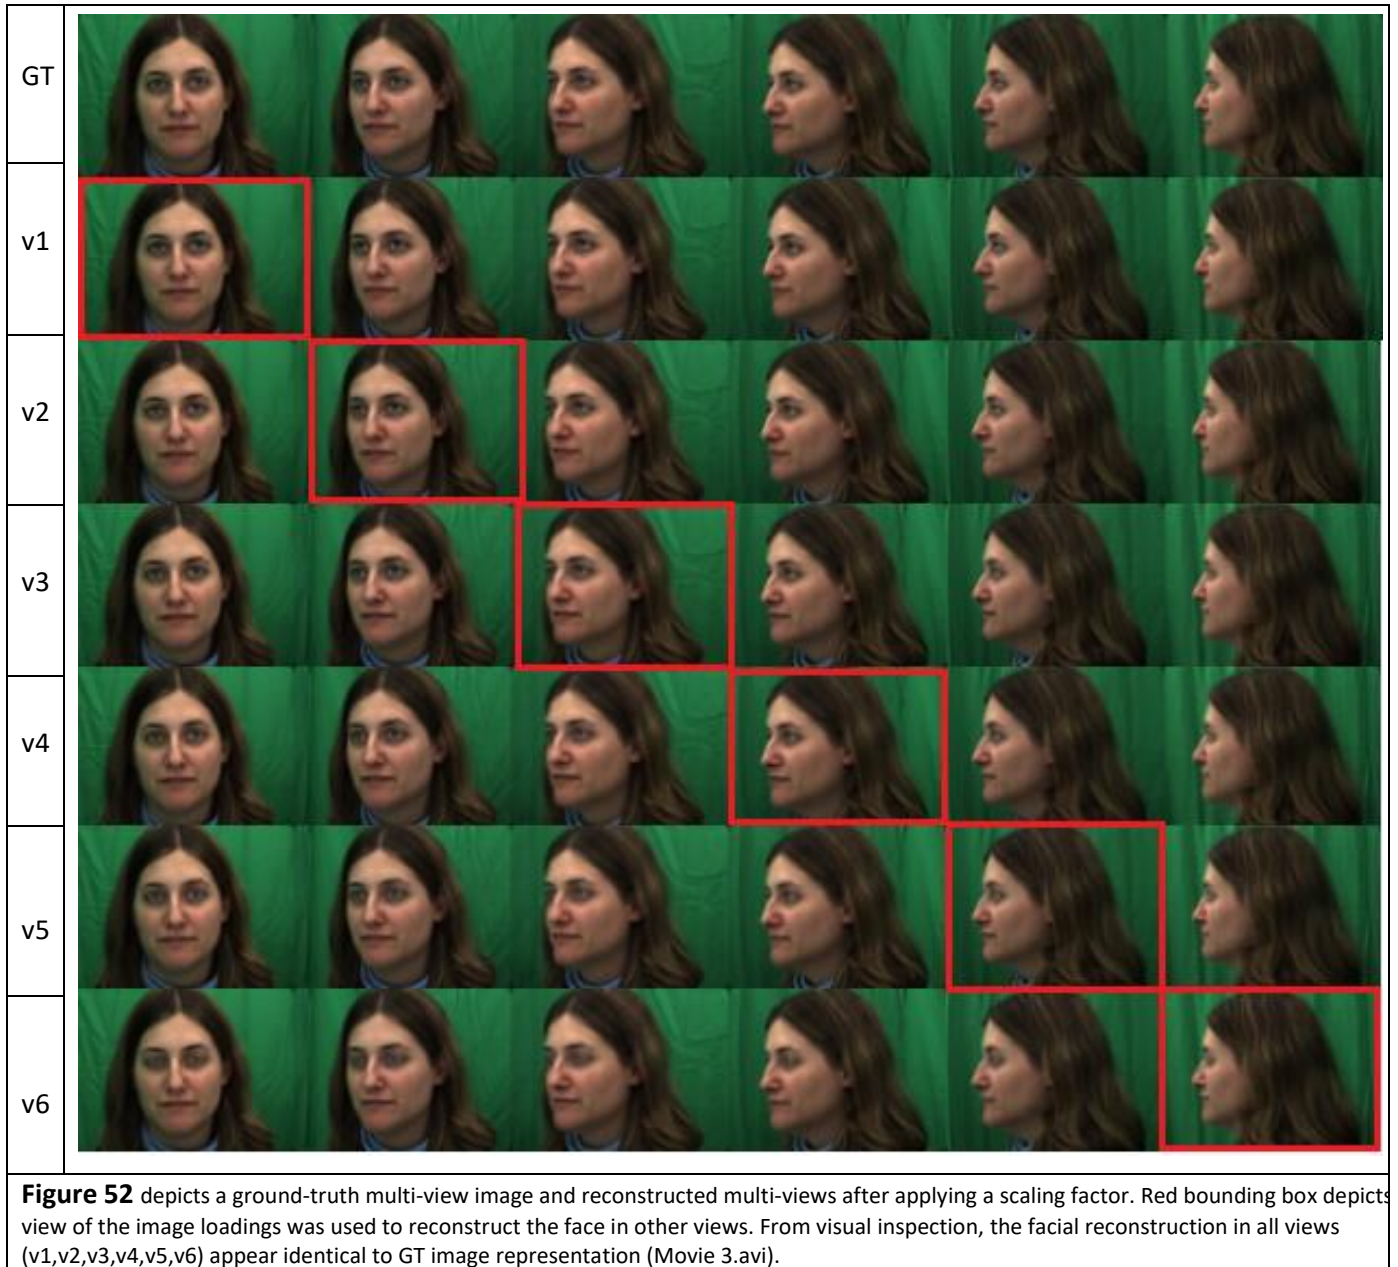 GT
v1
v2
v3
v4
v5
v6
Figure 52 depicts a ground-truth multi-view image and reconstructed multi-views after applying a scaling factor. Red bounding box depicts
view of the image loadings was used to reconstruct the face in other views. From visual inspection, the facial reconstruction in all views
(v1,v2,v3,v4,v5,v6) appear identical to GT image representation (Movie 3.avi).